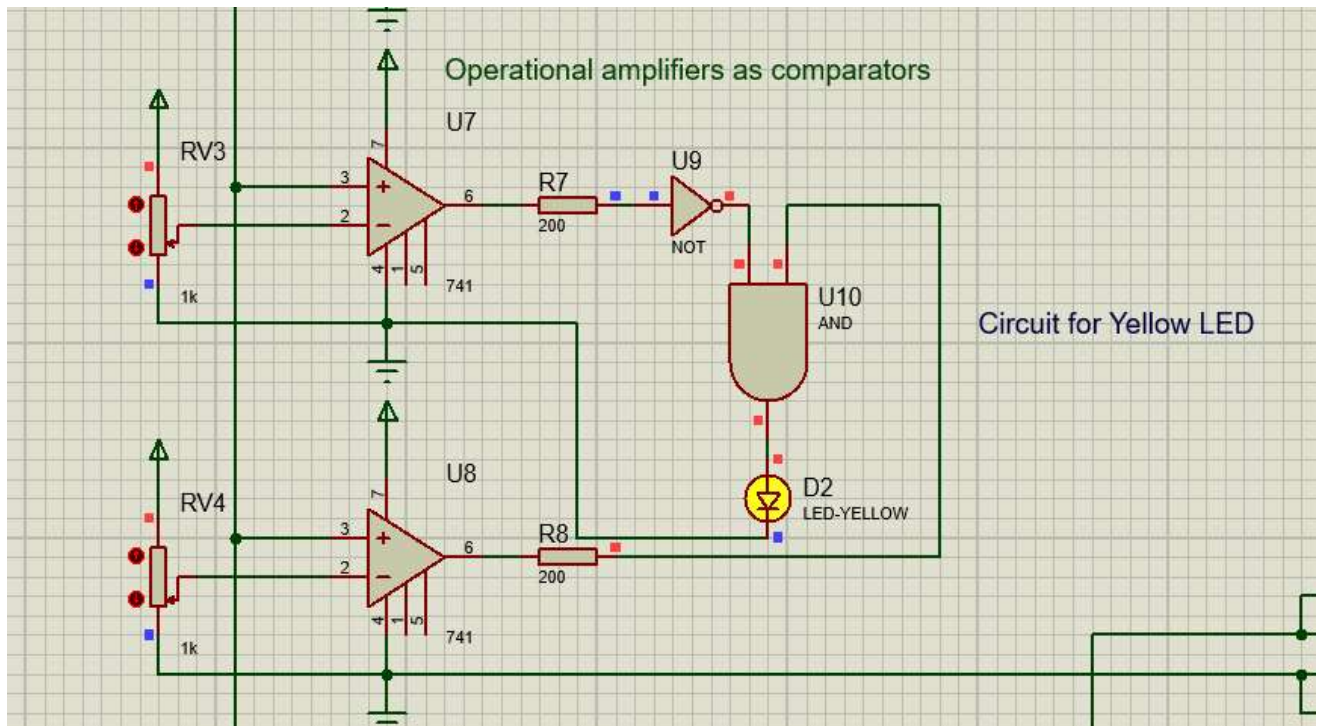 Operational amplifiers as comparators
U7
RV3
7
3
+
2
−
6
4
1
5
741
1k
R7
200
U9
NOT
U10
AND
Circuit for Yellow LED
U8
RV4
7
3
+
2
−
6
4
1
5
741
1k
R8
200
D2
LED-YELLOW